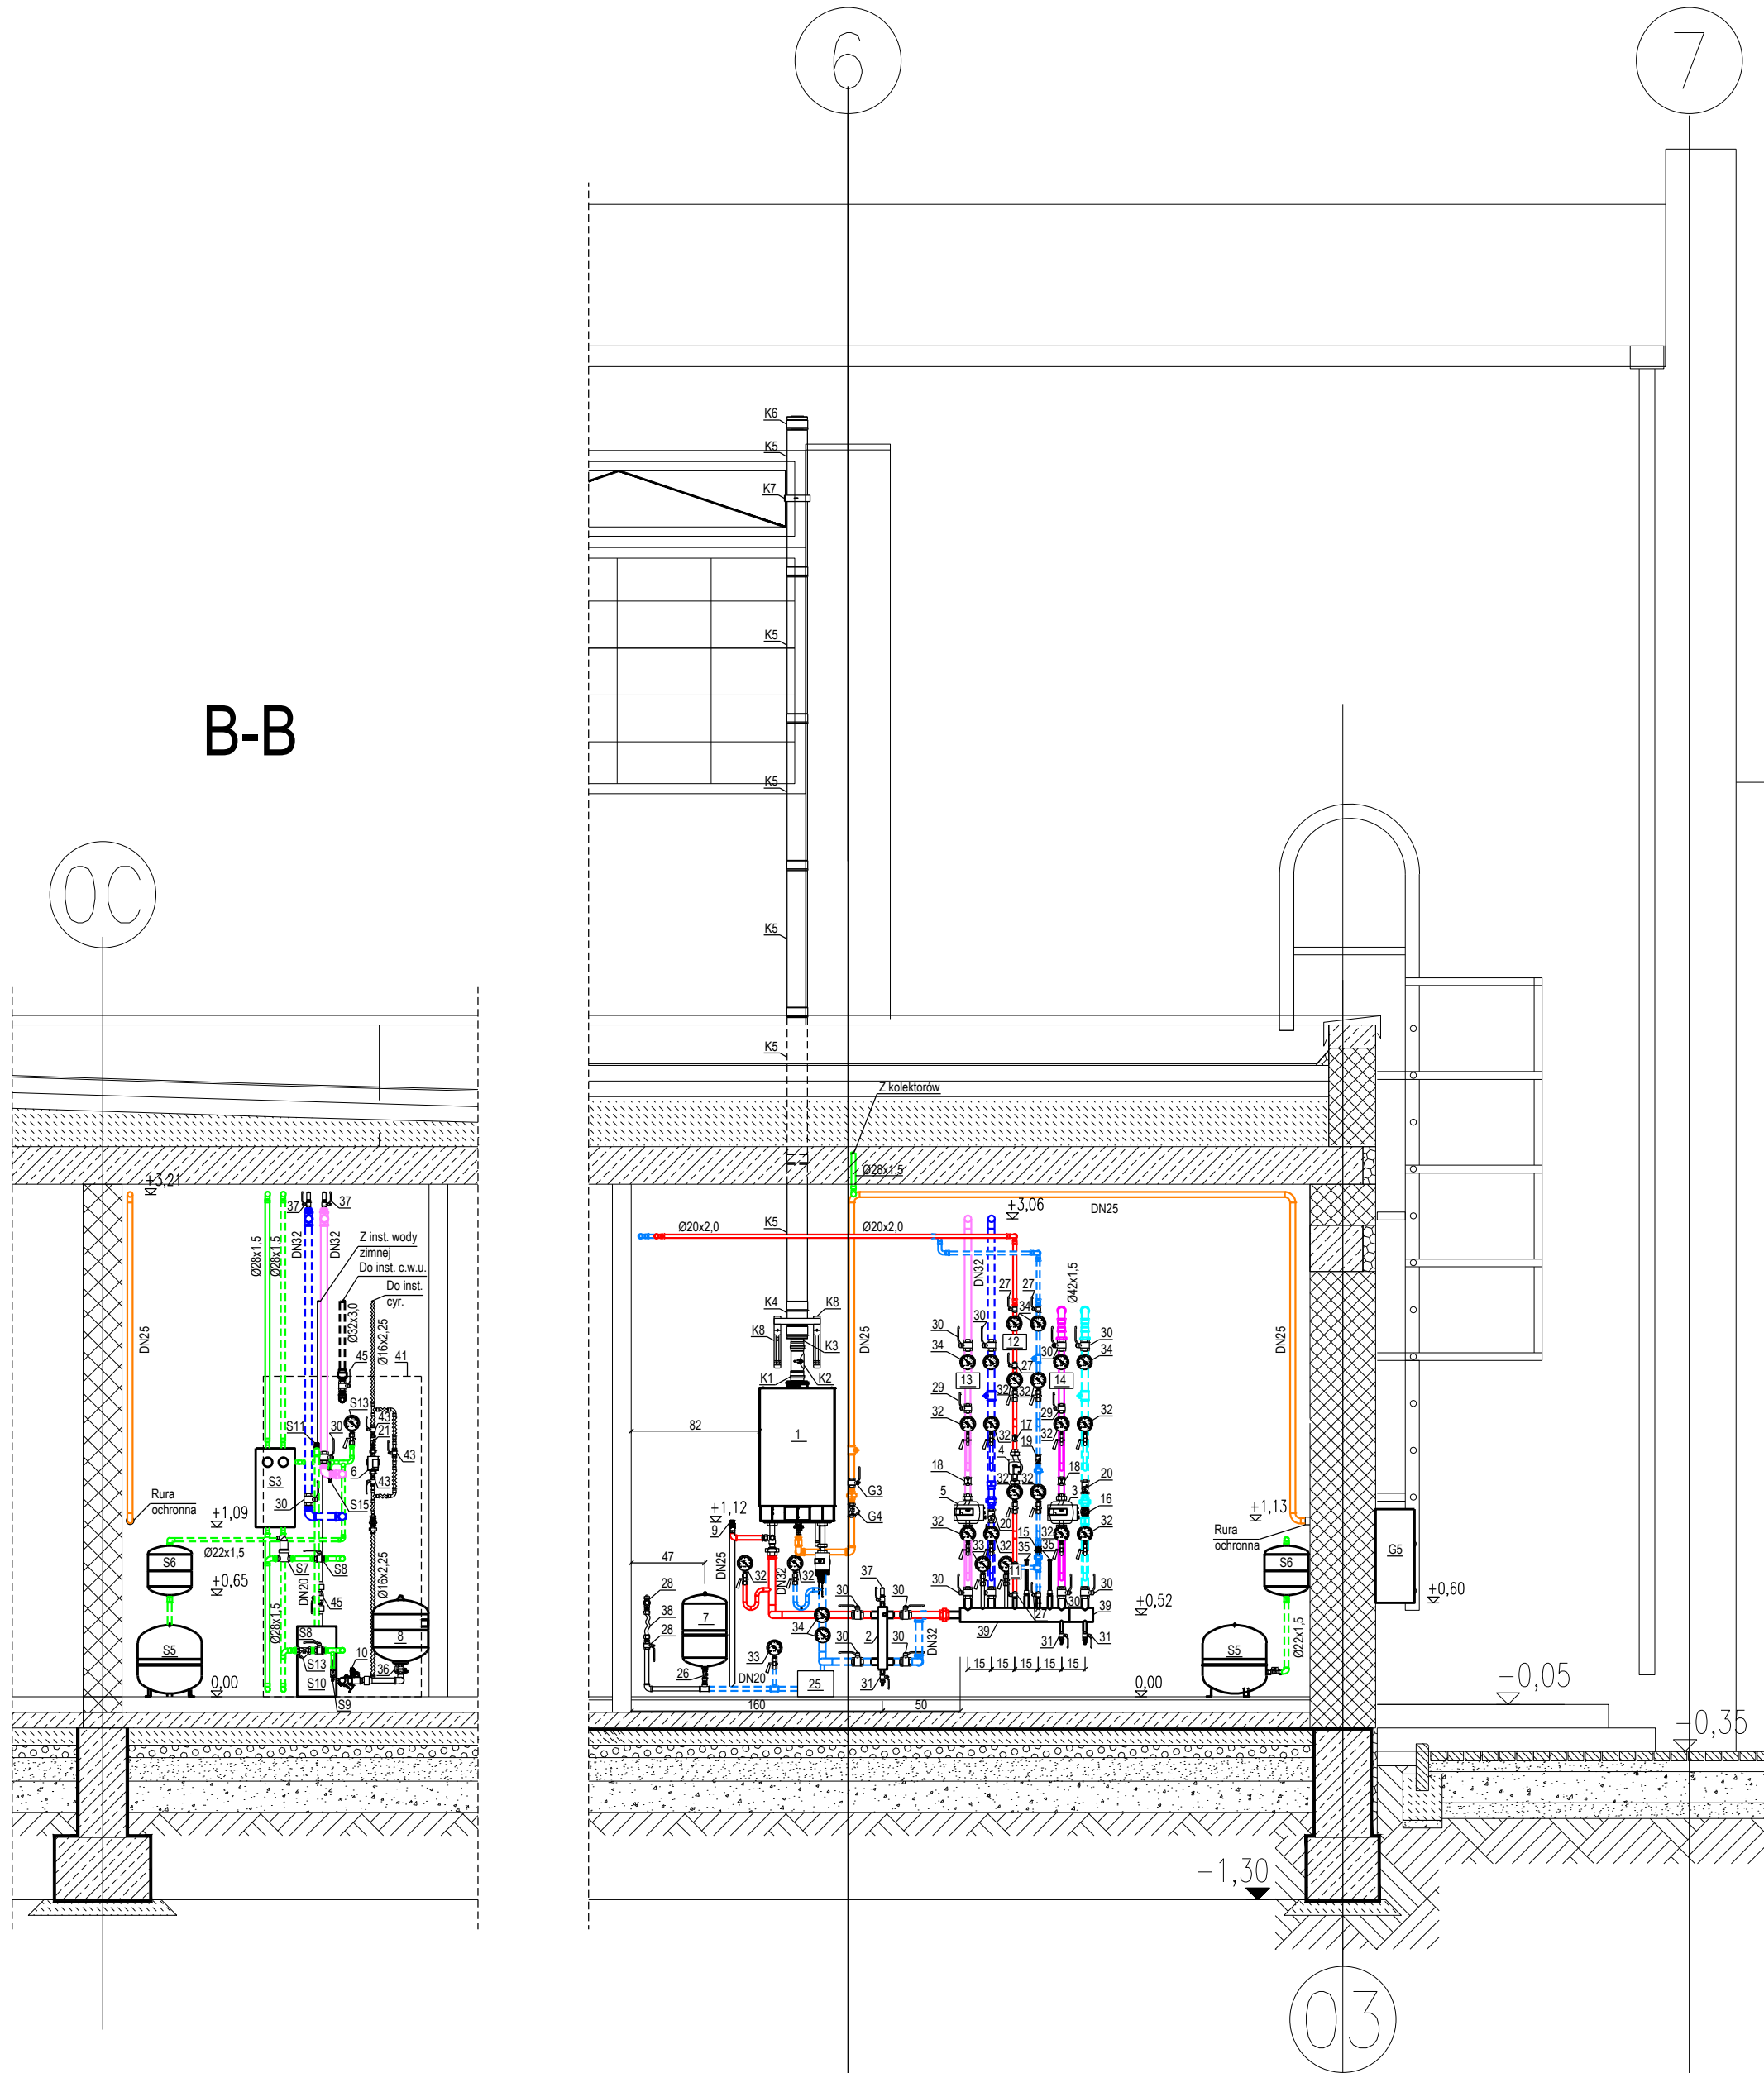 6
7
B-B
0C
K6
K5
K7
K5
K5
K5
K5
Z kolektorów
Ø28x1,5
+3,21
37
37
Ø28x1,5
Ø28x1,5
DN32
DN32
Z inst. wody
zimnej
Do inst. c.w.u.
Do inst.
cyr.
Ø32x3,0
Ø16x2,25
41
45
DN25
S13
43
S11
30
21
43
6
43
S3
30
S15
Rura
ochronna
+1,09
Ø22x1,5
S6
+0,65
S7
S8
DN20
45
Ø16x2,25
Ø28x1,5
S5
S8
S13
S10
10
36
8
0,00
S9
+3,06
DN25
Ø20x2,0
K5
Ø20x2,0
DN32
Ø42x1,5
27
27
K4
K8
K8
K3
34
30
30
12
30
30
34
34
K1
K2
27
13
14
32
32
29
29
32
32
32
32
17
4
19
82
1
DN25
DN25
18
18
20
G3
G4
5
3
16
32
32
+1,12
9
+1,13
Rura
ochronna
20
15
32
32
33
32
35
35
G5
47
DN25
32
DN32
32
11
S6
28
38
28
7
34
37
30
30
30
30
30
27
39
39
+0,52
+0,60
33
2
30
30
DN32
31
31
15
15
15
15
15
26
DN20
25
31
S5
Ø22x1,5
0,00
160
50
-0,05
-0,35
-1,30
03